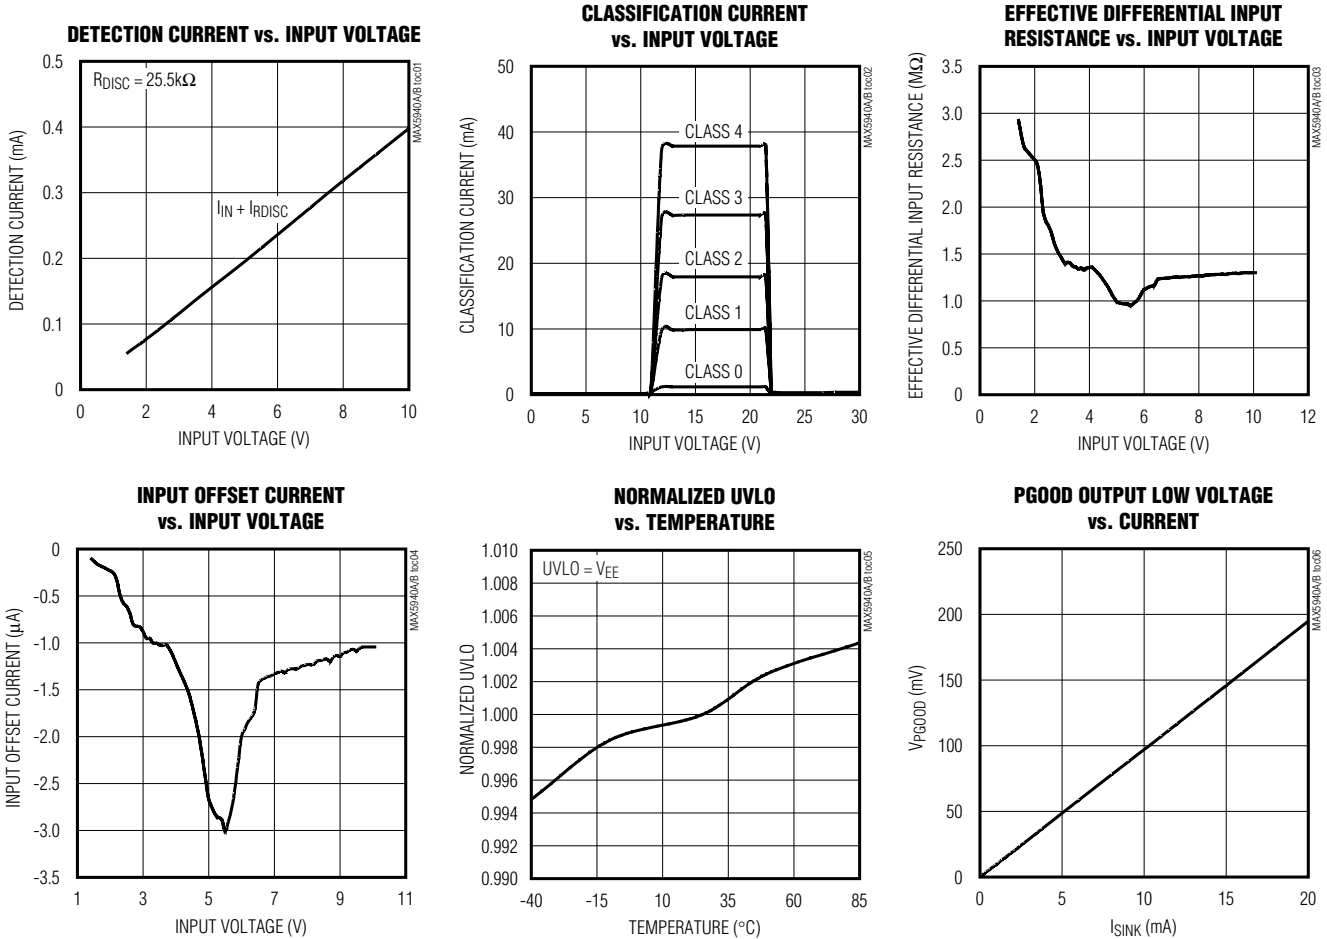 DETECTION CURRENT vs. INPUT VOLTAGE
0.5
0.4
0.3
0.2
0.1
0
DETECTION CURRENT (mA)
RDISC = 25.5kΩ
IIN + IRDISC
MAX5940A/B toc01
0 2 4 6 8 10
INPUT VOLTAGE (V)
CLASSIFICATION CURRENT
vs. INPUT VOLTAGE
50
40
30
20
10
0
CLASSIFICATION CURRENT (mA)
CLASS 4
CLASS 3
CLASS 2
CLASS 1
CLASS 0
MAX5940A/B toc02
0 5 10 15 20 25 30
INPUT VOLTAGE (V)
EFFECTIVE DIFFERENTIAL INPUT
RESISTANCE vs. INPUT VOLTAGE
3.5
3.0
2.5
2.0
1.5
1.0
0.5
0
EFFECTIVE DIFFERENTIAL INPUT RESISTANCE (MΩ)
MAX5940A/B toc03
0 2 4 6 8 10 12
INPUT VOLTAGE (V)
INPUT OFFSET CURRENT
vs. INPUT VOLTAGE
0
-0.5
-1.0
-1.5
-2.0
-2.5
-3.0
-3.5
INPUT OFFSET CURRENT (μA)
MAX5940A/B toc04
1 3 5 7 9 11
INPUT VOLTAGE (V)
NORMALIZED UVLO
vs. TEMPERATURE
1.010
1.008
1.006
1.004
1.002
1.000
0.998
0.996
0.994
0.992
0.990
NORMALIZED UVLO
UVLO = VEE
MAX5940A/B toc05
-40 -15 10 35 60 85
TEMPERATURE (°C)
PGOOD OUTPUT LOW VOLTAGE
vs. CURRENT
250
200
150
100
50
0
VPGOOD (mV)
MAX5940A/B toc06
0 5 10 15 20
ISINK (mA)